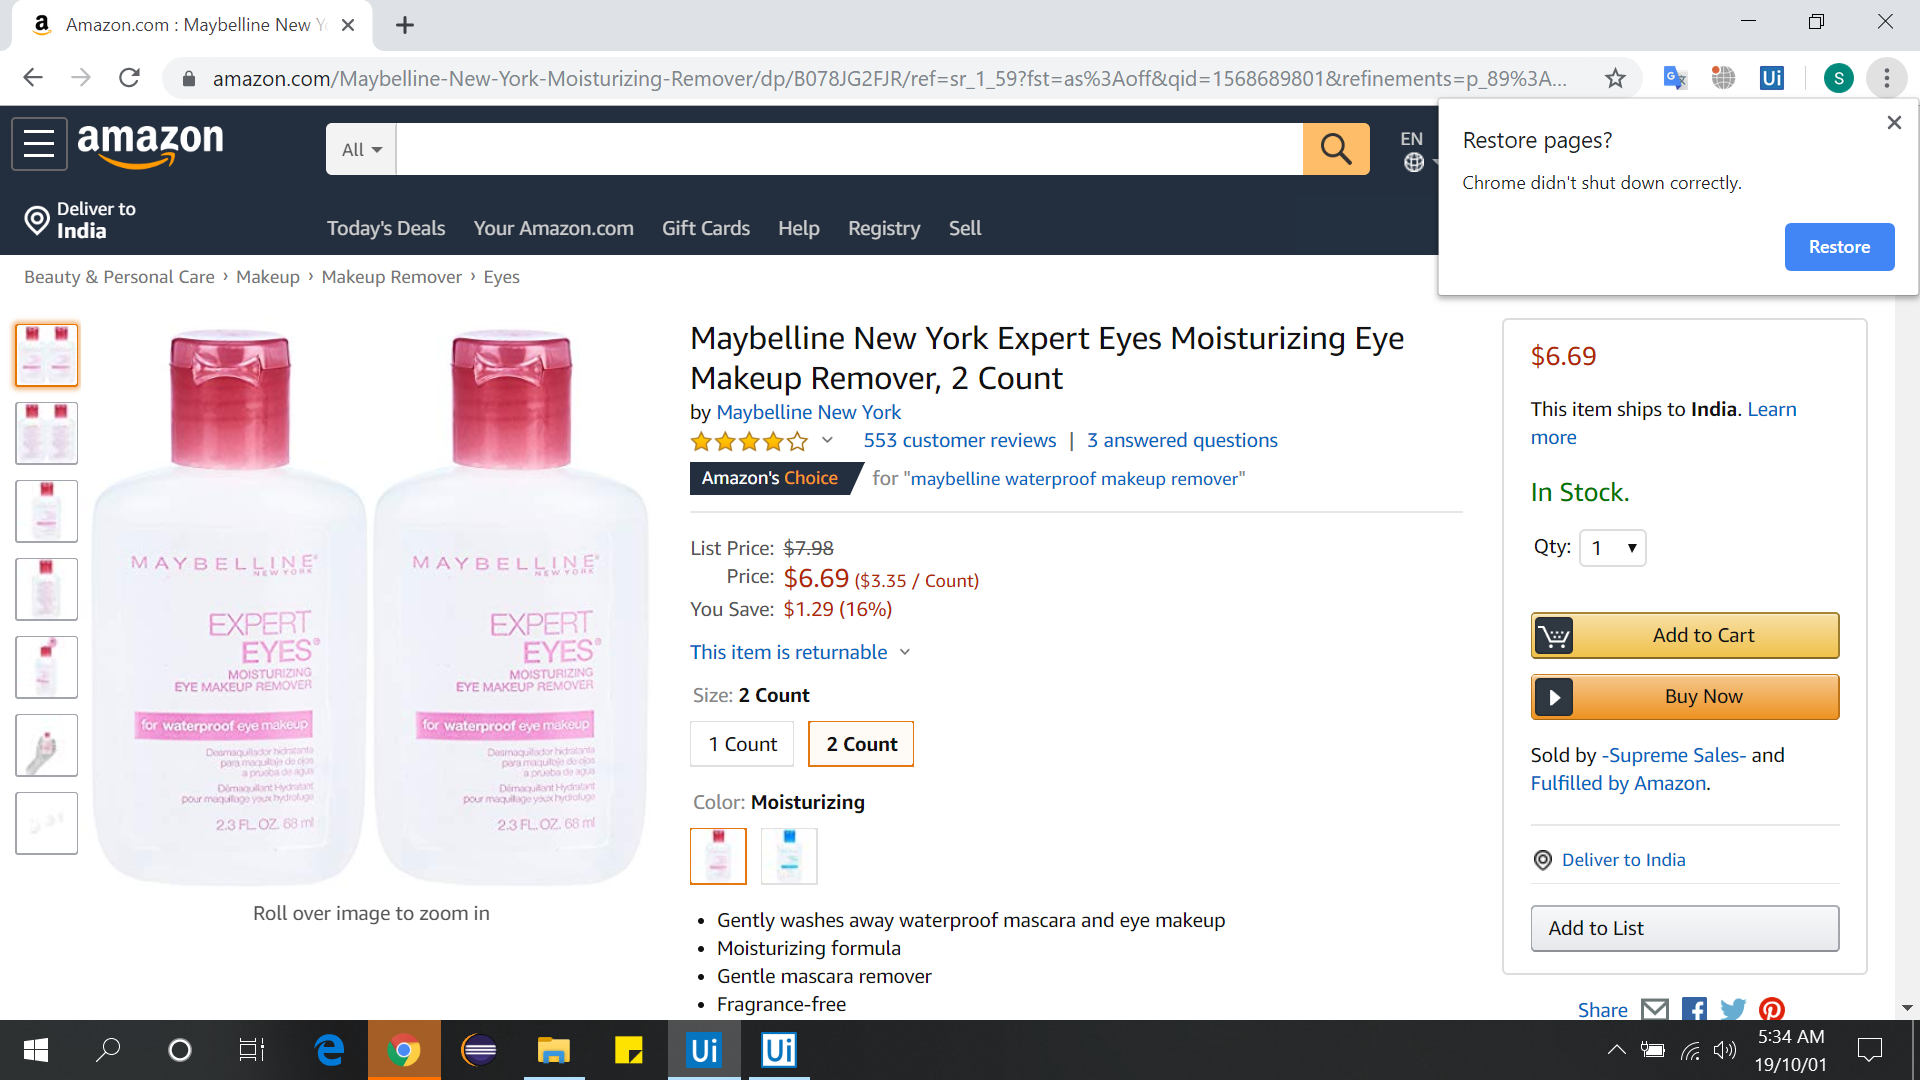 Amazon.com : Maybelline New Y
amazon.com/Maybelline-New-York-Moisturizing-Remover/dp/B078JG2FJR/ref=sr_1_59?fst=as%3Aoff&qid=1568689801&refinements=p_89%3A...
S
Restore pages?
Chrome didn't shut down correctly.
Restore
amazon
All
EN
Deliver to
India
Today's Deals Your Amazon.com Gift Cards Help Registry Sell
Beauty & Personal Care › Makeup › Makeup Remover › Eyes
MAYBELLINE®
NEW YORK
EXPERT
EYES®
MOISTURIZING
EYE MAKEUP REMOVER
for waterproof eye makeup
Desmaquillador hidratante
para maquillaje de ojos
a prueba de agua
Démaquillant Hydratant
pour maquillage yeux hydrofuge
2.3 FL. OZ. 68 ml
MAYBELLINE®
NEW YORK
EXPERT
EYES®
MOISTURIZING
EYE MAKEUP REMOVER
for waterproof eye makeup
Desmaquillador hidratante
para maquillaje de ojos
a prueba de agua
Démaquillant Hydratant
pour maquillage yeux hydrofuge
2.3 FL. OZ. 68 ml
Roll over image to zoom in
Maybelline New York Expert Eyes Moisturizing Eye
Makeup Remover, 2 Count
by Maybelline New York
553 customer reviews | 3 answered questions
Amazon's Choice for "maybelline waterproof makeup remover"
List Price: $7.98
Price: $6.69 ($3.35 / Count)
You Save: $1.29 (16%)
This item is returnable
Size: 2 Count
1 Count 2 Count
Color: Moisturizing
• Gently washes away waterproof mascara and eye makeup
• Moisturizing formula
• Gentle mascara remover
• Fragrance-free
$6.69
This item ships to India. Learn
more
In Stock.
Qty: 1
Add to Cart
Buy Now
Sold by -Supreme Sales- and
Fulfilled by Amazon.
Deliver to India
Add to List
Share
Ui
Ui
Ui
5:34 AM
19/10/01